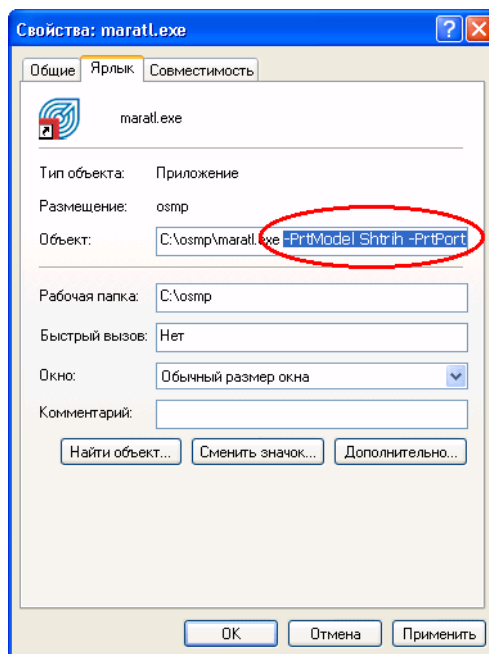 Свойства: maratl.exe
Общие Ярлык Совместимость
maratl.exe
Тип объекта: Приложение
Размещение: osmp
Объект: C:\osmp\maratl.exe -PrtModel Shtrih -PrtPort
Рабочая папка: C:\osmp
Быстрый вызов: Нет
Окно: Обычный размер окна
Комментарий:
Найти объект... Сменить значок... Дополнительно...
OK Отмена Применить